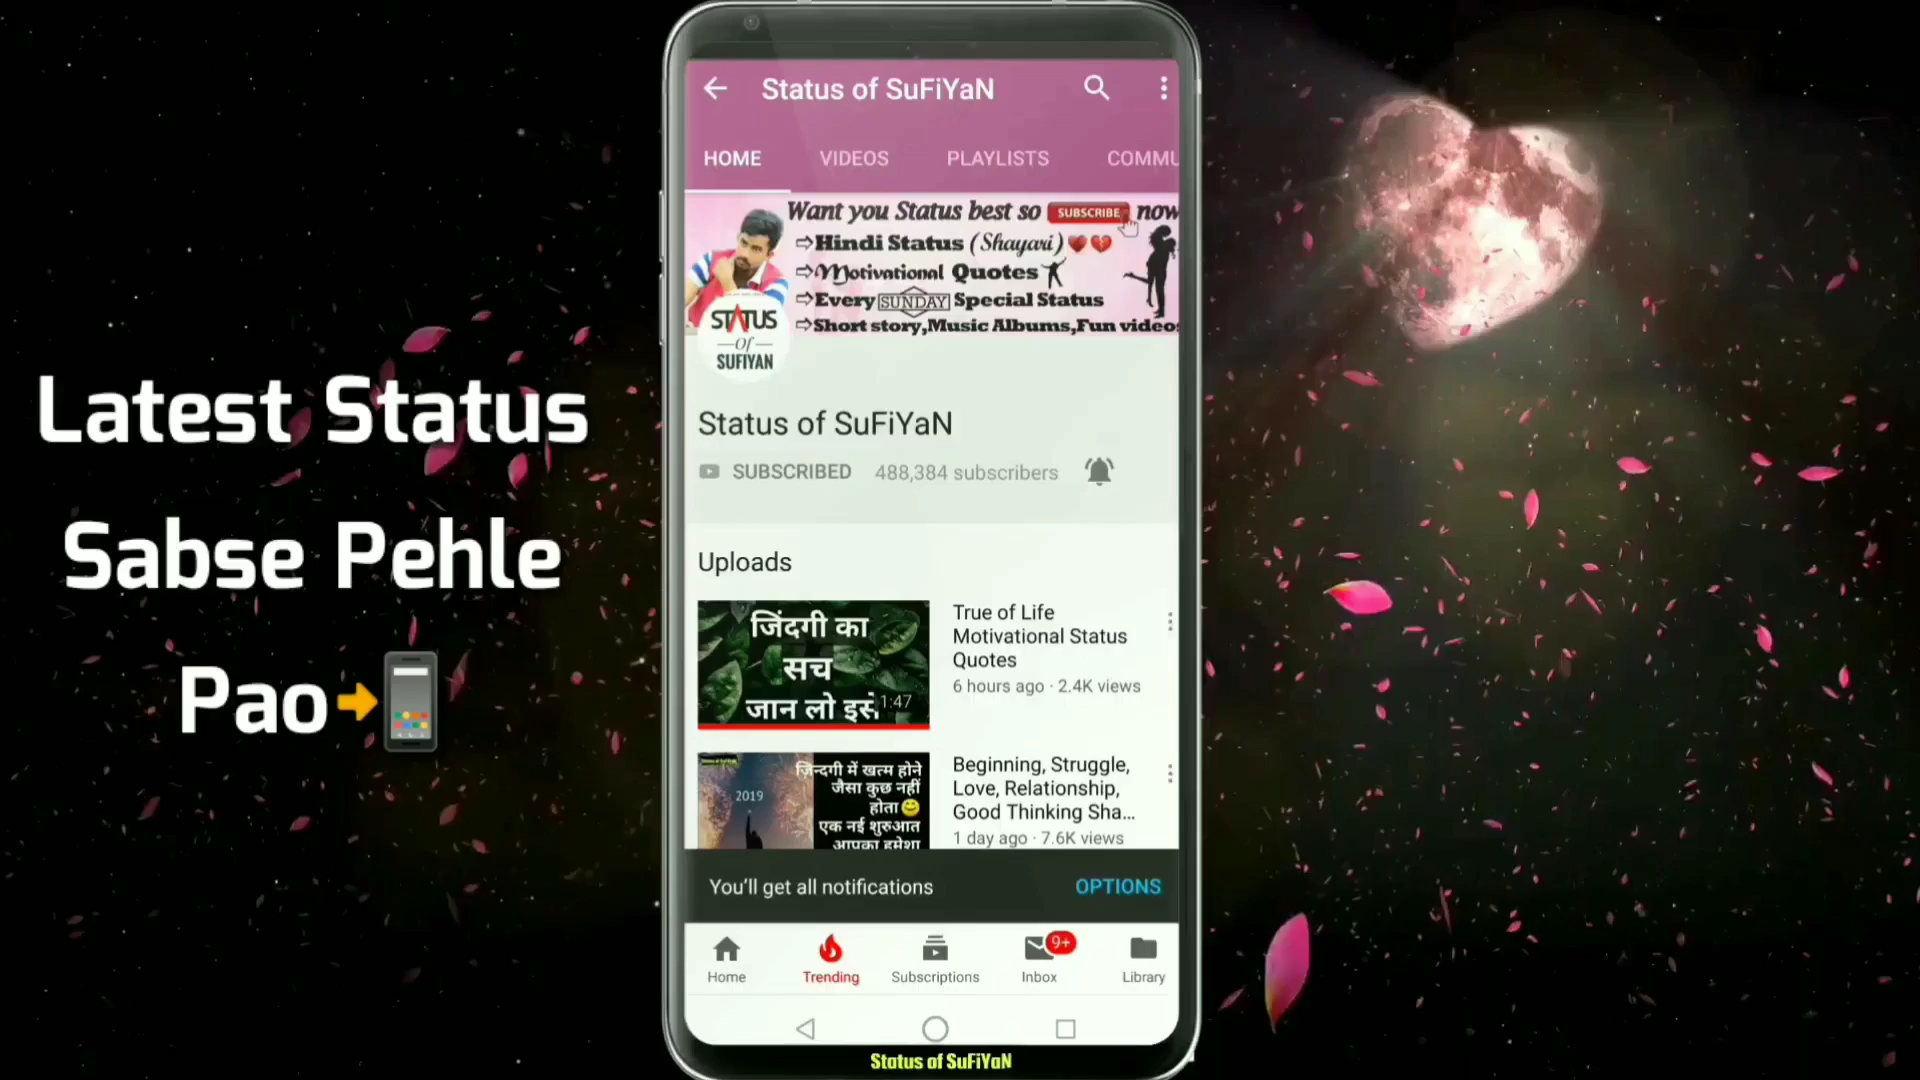 Latest Status
Sabse Pehle
Pao
Status of SuFiYaN
HOME VIDEOS PLAYLISTS COMMU
Want you Status best so SUBSCRIBE now
⇨Hindi Status (Shayari)
⇨Motivational Quotes
⇨Every SUNDAY Special Status
⇨Short story,Music Albums,Fun videos
STATUS
Of
SUFIYAN
Status of SuFiYaN
SUBSCRIBED 488,384 subscribers
Uploads
जिंदगी का
सच
जान लो इसे
1:47
True of Life
Motivational Status
Quotes
6 hours ago · 2.4K views
2019
जिन्दगी में खत्म होने
जैसा कुछ नहीं
होता
एक नई शुरुआत
आपका हमेशा
Beginning, Struggle,
Love, Relationship,
Good Thinking Sha...
1 day ago · 7.6K views
You'll get all notifications OPTIONS
9+
Home Trending Subscriptions Inbox Library
Status of SuFiYaN